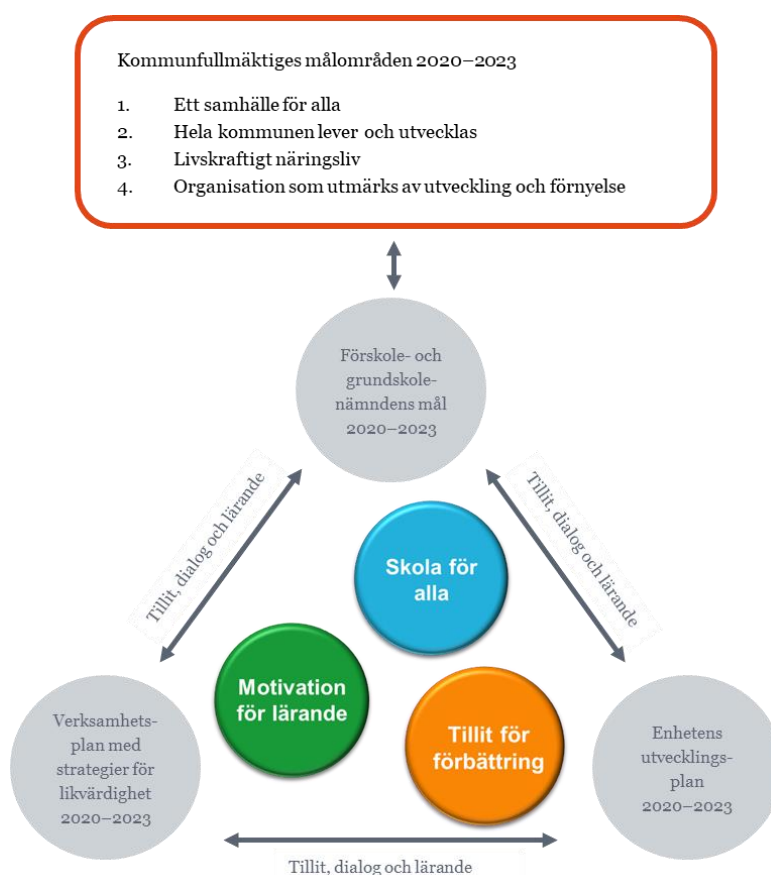 Kommunfullmäktiges målområden 2020–2023
1. Ett samhälle för alla
2. Hela kommunen lever och utvecklas
3. Livskraftigt näringsliv
4. Organisation som utmärks av utveckling och förnyelse
Förskole- och
grundskole-
nämndens mål
2020–2023
Tillit, dialog och lärande
Tillit, dialog och lärande
Skola för
alla
Motivation
för lärande
Tillit för
förbättring
Verksamhets-
plan med
strategier för
likvärdighet
2020–2023
Enhetens
utvecklings-
plan
2020–2023
Tillit, dialog och lärande